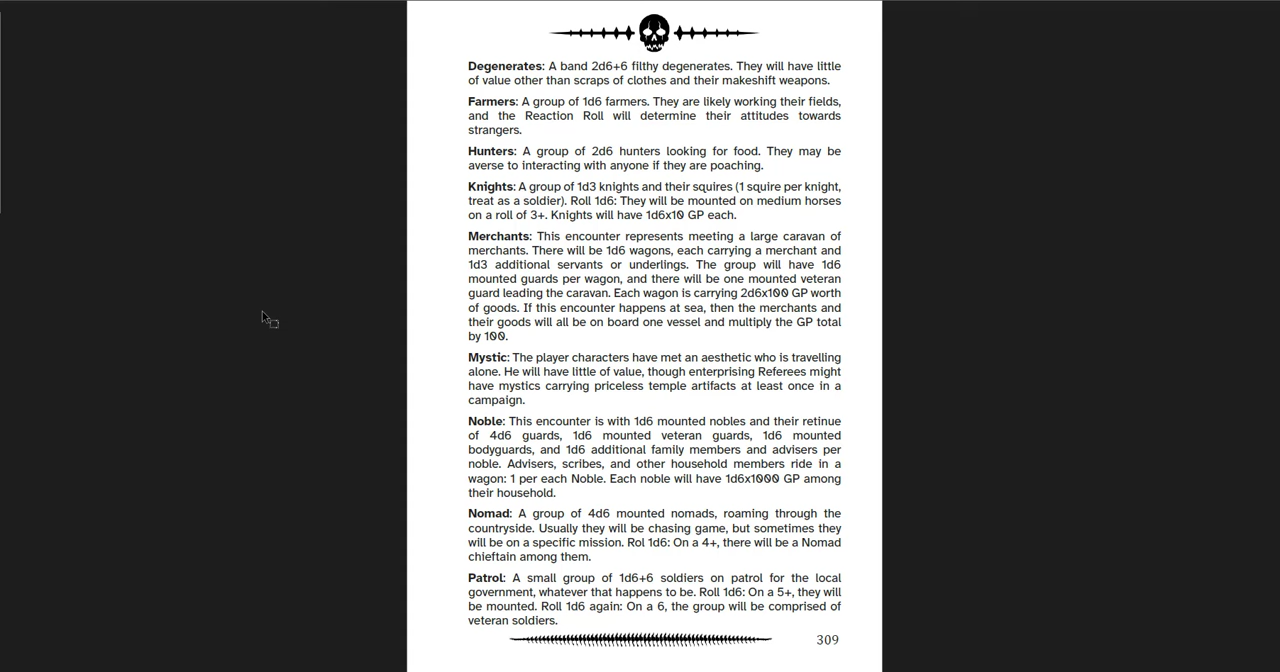 Degenerates: A band 2d6+6 filthy degenerates. They will have little
of value other than scraps of clothes and their makeshift weapons.
Farmers: A group of 1d6 farmers. They are likely working their fields,
and the Reaction Roll will determine their attitudes towards
strangers.
Hunters: A group of 2d6 hunters looking for food. They may be
averse to interacting with anyone if they are poaching.
Knights: A group of 1d3 knights and their squires (1 squire per knight,
treat as a soldier). Roll 1d6: They will be mounted on medium horses
on a roll of 3+. Knights will have 1d6x10 GP each.
Merchants: This encounter represents meeting a large caravan of
merchants. There will be 1d6 wagons, each carrying a merchant and
1d3 additional servants or underlings. The group will have 1d6
mounted guards per wagon, and there will be one mounted veteran
guard leading the caravan. Each wagon is carrying 2d6x100 GP worth
of goods. If this encounter happens at sea, then the merchants and
their goods will all be on board one vessel and multiply the GP total
by 100.
Mystic: The player characters have met an aesthetic who is travelling
alone. He will have little of value, though enterprising Referees might
have mystics carrying priceless temple artifacts at least once in a
campaign.
Noble: This encounter is with 1d6 mounted nobles and their retinue
of 4d6 guards, 1d6 mounted veteran guards, 1d6 mounted
bodyguards, and 1d6 additional family members and advisers per
noble. Advisers, scribes, and other household members ride in a
wagon: 1 per each Noble. Each noble will have 1d6x1000 GP among
their household.
Nomad: A group of 4d6 mounted nomads, roaming through the
countryside. Usually they will be chasing game, but sometimes they
will be on a specific mission. Rol 1d6: On a 4+, there will be a Nomad
chieftain among them.
Patrol: A small group of 1d6+6 soldiers on patrol for the local
government, whatever that happens to be. Roll 1d6: On a 5+, they will
be mounted. Roll 1d6 again: On a 6, the group will be comprised of
veteran soldiers.
309